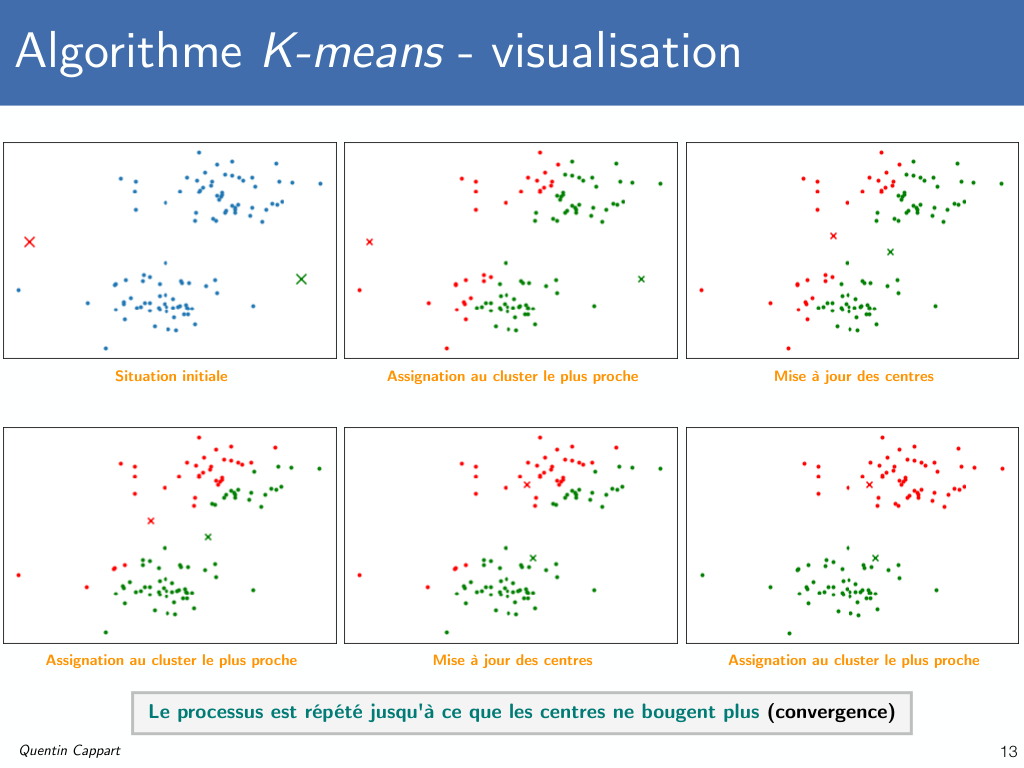 Algorithme K-means - visualisation
Situation initiale
Assignation au cluster le plus proche
Mise à jour des centres
Assignation au cluster le plus proche
Mise à jour des centres
Assignation au cluster le plus proche
Le processus est répété jusqu'à ce que les centres ne bougent plus (convergence)
Quentin Cappart
13